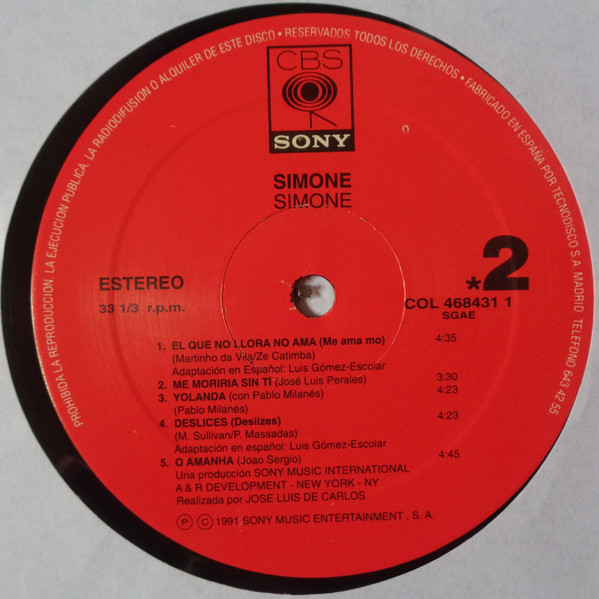 PROHIBIDA LA REPRODUCCION, LA EJECUCION PUBLICA, LA RADIODIFUSION O ALQUILER DE ESTE DISCO • RESERVADOS TODOS LOS DERECHOS • FABRICADO EN ESPAÑA POR TECNODISCO S.A. MADRID. TELEFONO 643 42 55.
CBS
SONY
SIMONE
SIMONE
ESTEREO
33 1/3 r.p.m.
*2
COL 468431 1
SGAE
1. EL QUE NO LLORA NO AMA (Me ama mo) 4:35
(Martinho da Vila/Ze Catimba)
Adaptación en Español: Luis Gómez-Escolar
2. ME MORIRIA SIN TI (José Luis Perales) 3:30
3. YOLANDA (con Pablo Milanés) 4:23
(Pablo Milanés)
4. DESLICES (Deslizes) 4:23
(M. Sullivan/P. Massadas)
Adaptación en español: Luis Gómez-Escolar
5. O AMANHA (Joao Sergio) 4:45
Una producción SONY MUSIC INTERNATIONAL
A & R DEVELOPMENT - NEW YORK - NY
Realizada por JOSE LUIS DE CARLOS
Ⓟ Ⓒ 1991 SONY MUSIC ENTERTAINMENT , S.A.